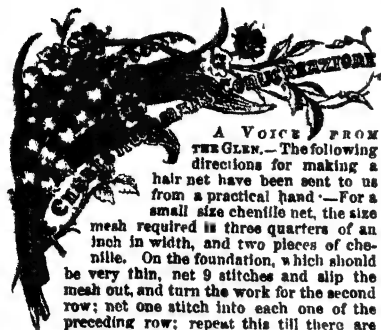 A VOICE FROM
THE GLEN.—The following
directions for making a
hair net have been sent to us
from a practical hand:—For a
small size chenille net, the size
mesh required is three quarters of an
inch in width, and two pieces of che-
nille. On the foundation, which should
be very thin, net 9 stitches and slip the
mesh out, and turn the work for the second
row; net one stitch into each one of the
preceding row; repeat this till there are